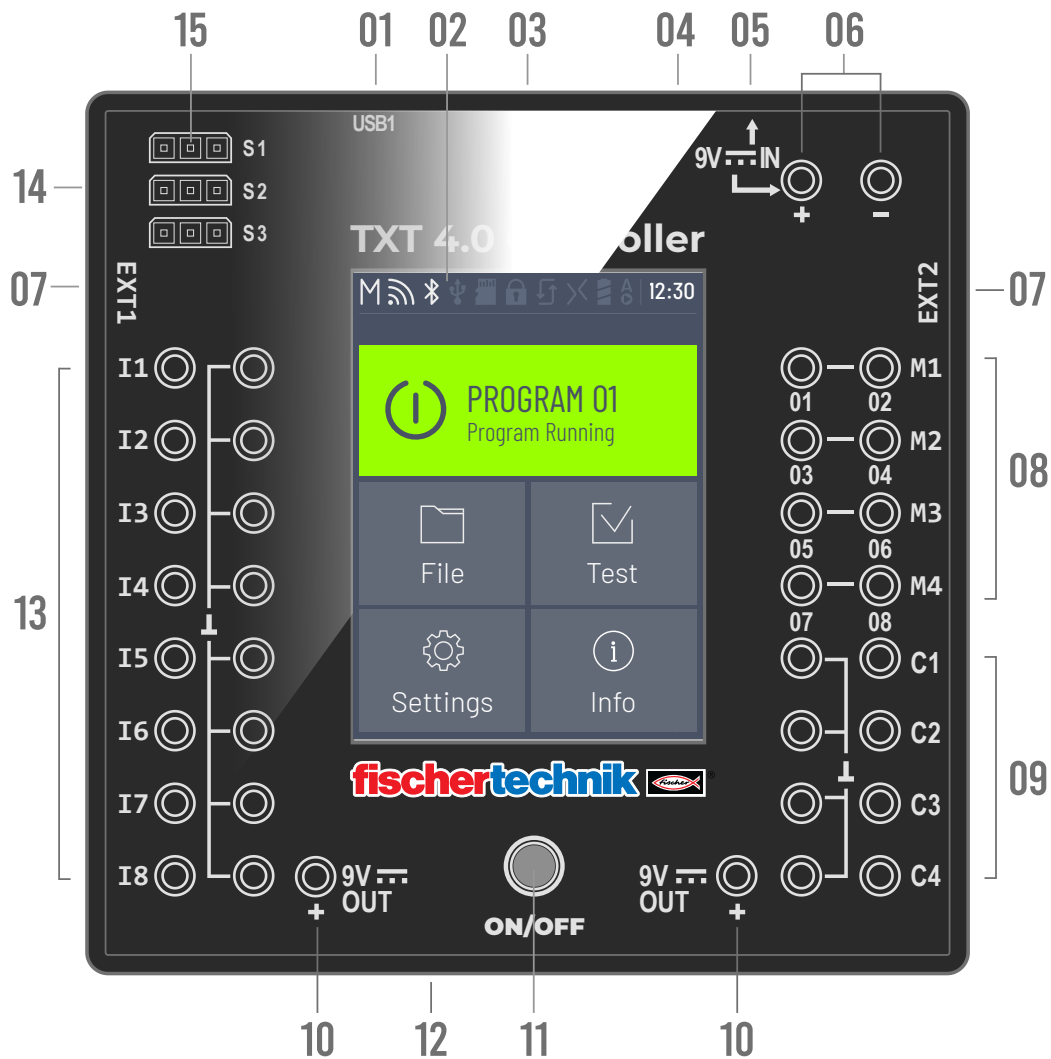 15 01 02 03 04 05 06
USB1
S1
9V IN
14
S2
+ -
S3
TXT 4.0 oller
07 EXT1
EXT2 07
M 12:30
I1
M1
PROGRAM 01
01 02
Program Running
I2
M2
03 04
08
I3
M3
05 06
File Test
I4
M4
13
07 08
I5
C1
Settings Info
I6
C2
fischertechnik fischer ®
09
I7
C3
I8
9V OUT +
9V OUT +
C4
ON/OFF
10 12 11 10